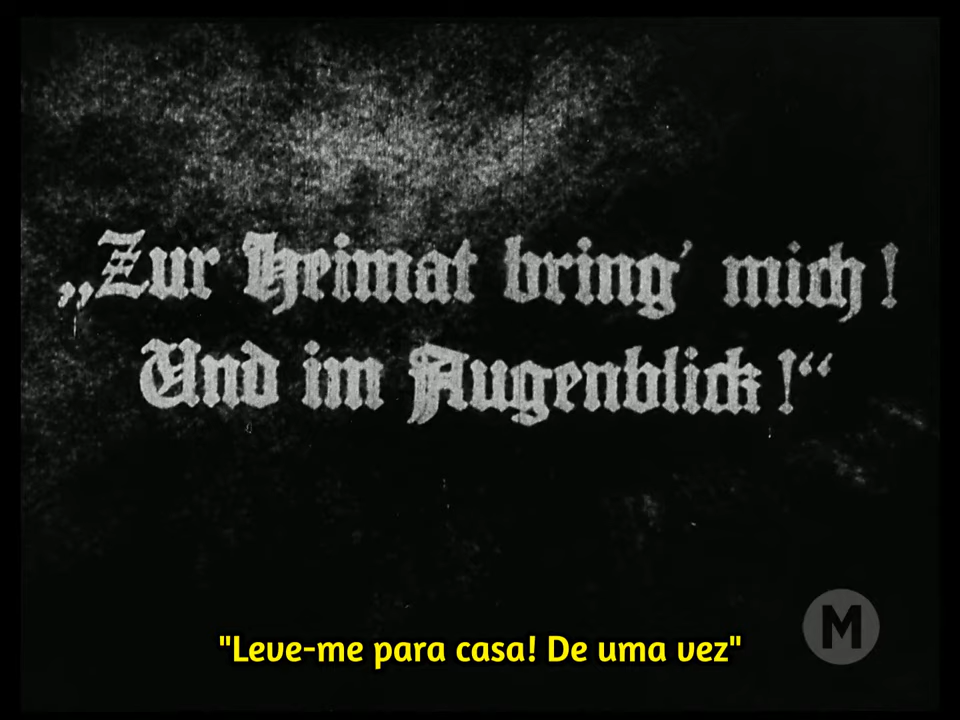 „Zur Heimat bring' mich!
Und im Augenblick!“
M
"Leve-me para casa! De uma vez"